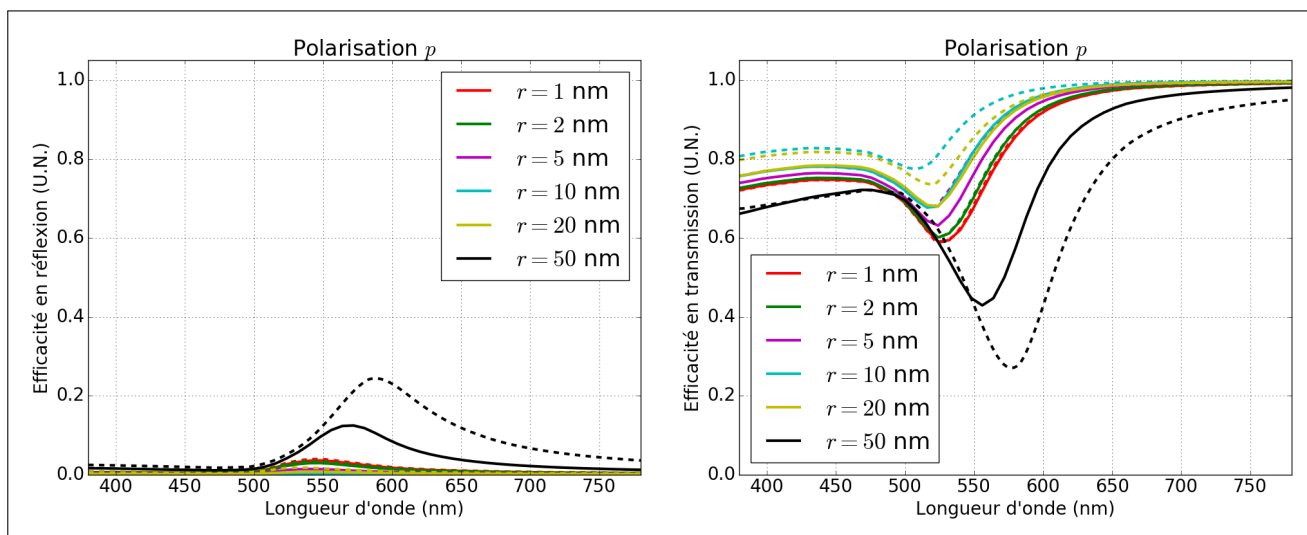 Polarisation p
Efficacité en réflexion (U.N.)
1.0
0.8
0.6
0.4
0.2
0.0
r = 1 nm
r = 2 nm
r = 5 nm
r = 10 nm
r = 20 nm
r = 50 nm
400 450 500 550 600 650 700 750
Longueur d'onde (nm)
Polarisation p
Efficacité en transmission (U.N.)
1.0
0.8
0.6
0.4
0.2
0.0
r = 1 nm
r = 2 nm
r = 5 nm
r = 10 nm
r = 20 nm
r = 50 nm
400 450 500 550 600 650 700 750
Longueur d'onde (nm)